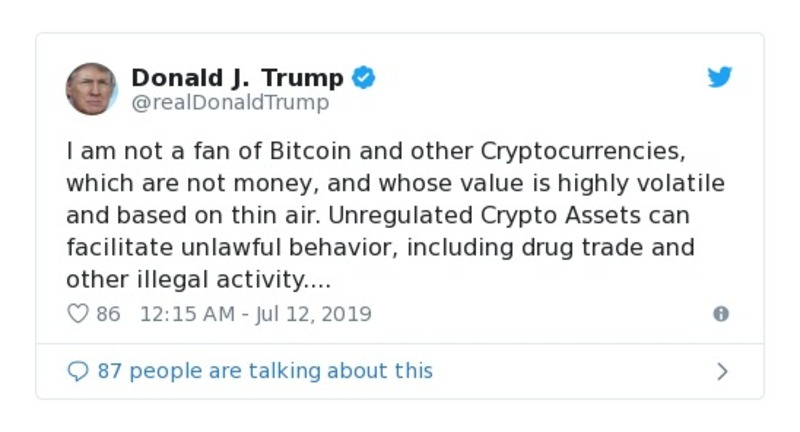 Donald J. Trump
@realDonaldTrump
I am not a fan of Bitcoin and other Cryptocurrencies,
which are not money, and whose value is highly volatile
and based on thin air. Unregulated Crypto Assets can
facilitate unlawful behavior, including drug trade and
other illegal activity....
86 12:15 AM - Jul 12, 2019
87 people are talking about this